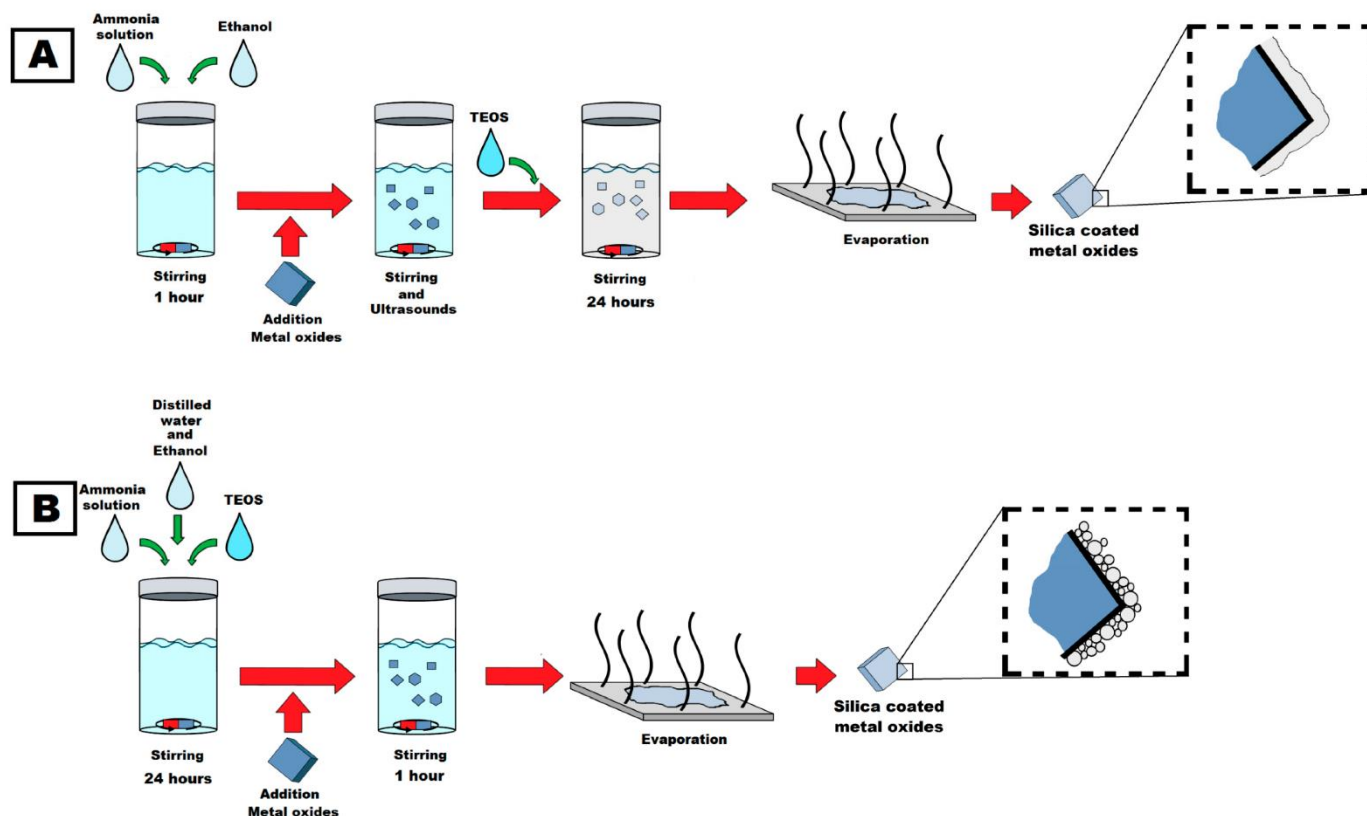 A
Ammonia
solution
Ethanol
Stirring
1 hour
Addition
Metal oxides
Stirring
and
Ultrasounds
TEOS
Stirring
24 hours
Evaporation
Silica coated
metal oxides
B
Distilled
water
and
Ethanol
Ammonia
solution
TEOS
Stirring
24 hours
Addition
Metal oxides
Stirring
1 hour
Evaporation
Silica coated
metal oxides